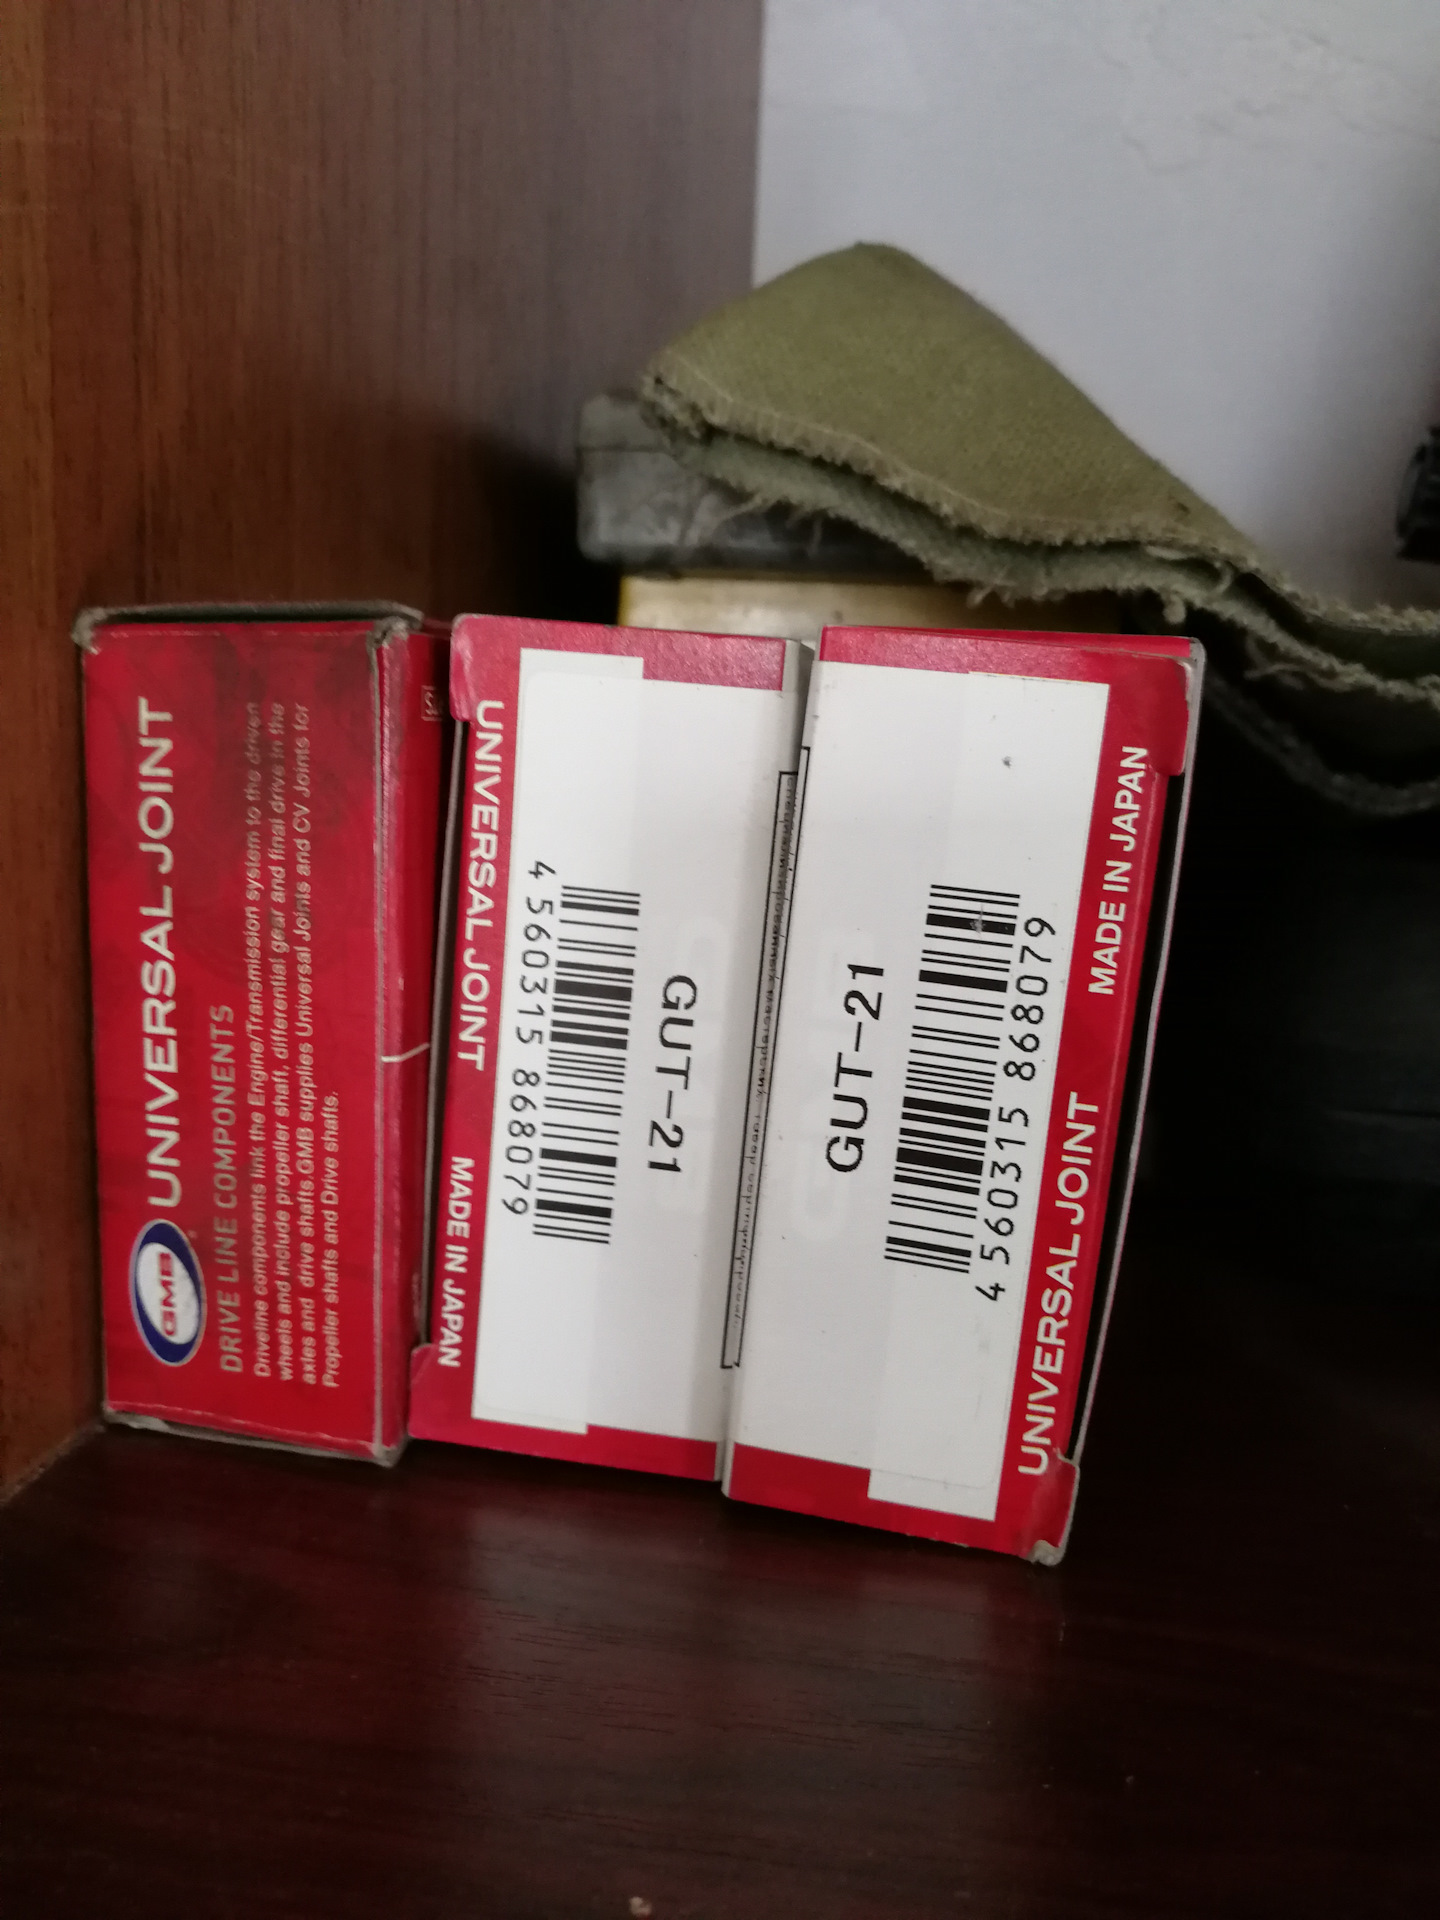 GMB UNIVERSAL JOINT
DRIVE LINE COMPONENTS
Driveline components link the Engine/Transmission system to the driven
wheels and include propeller shaft, differential gear and final drive in the
axles and drive shafts.GMB supplies Universal Joints and CV Joints for
Propeller shafts and Drive shafts.
UNIVERSAL JOINT MADE IN JAPAN
4 560315 868079
GUT-21
GUT-21
4 560315 868079
UNIVERSAL JOINT MADE IN JAPAN